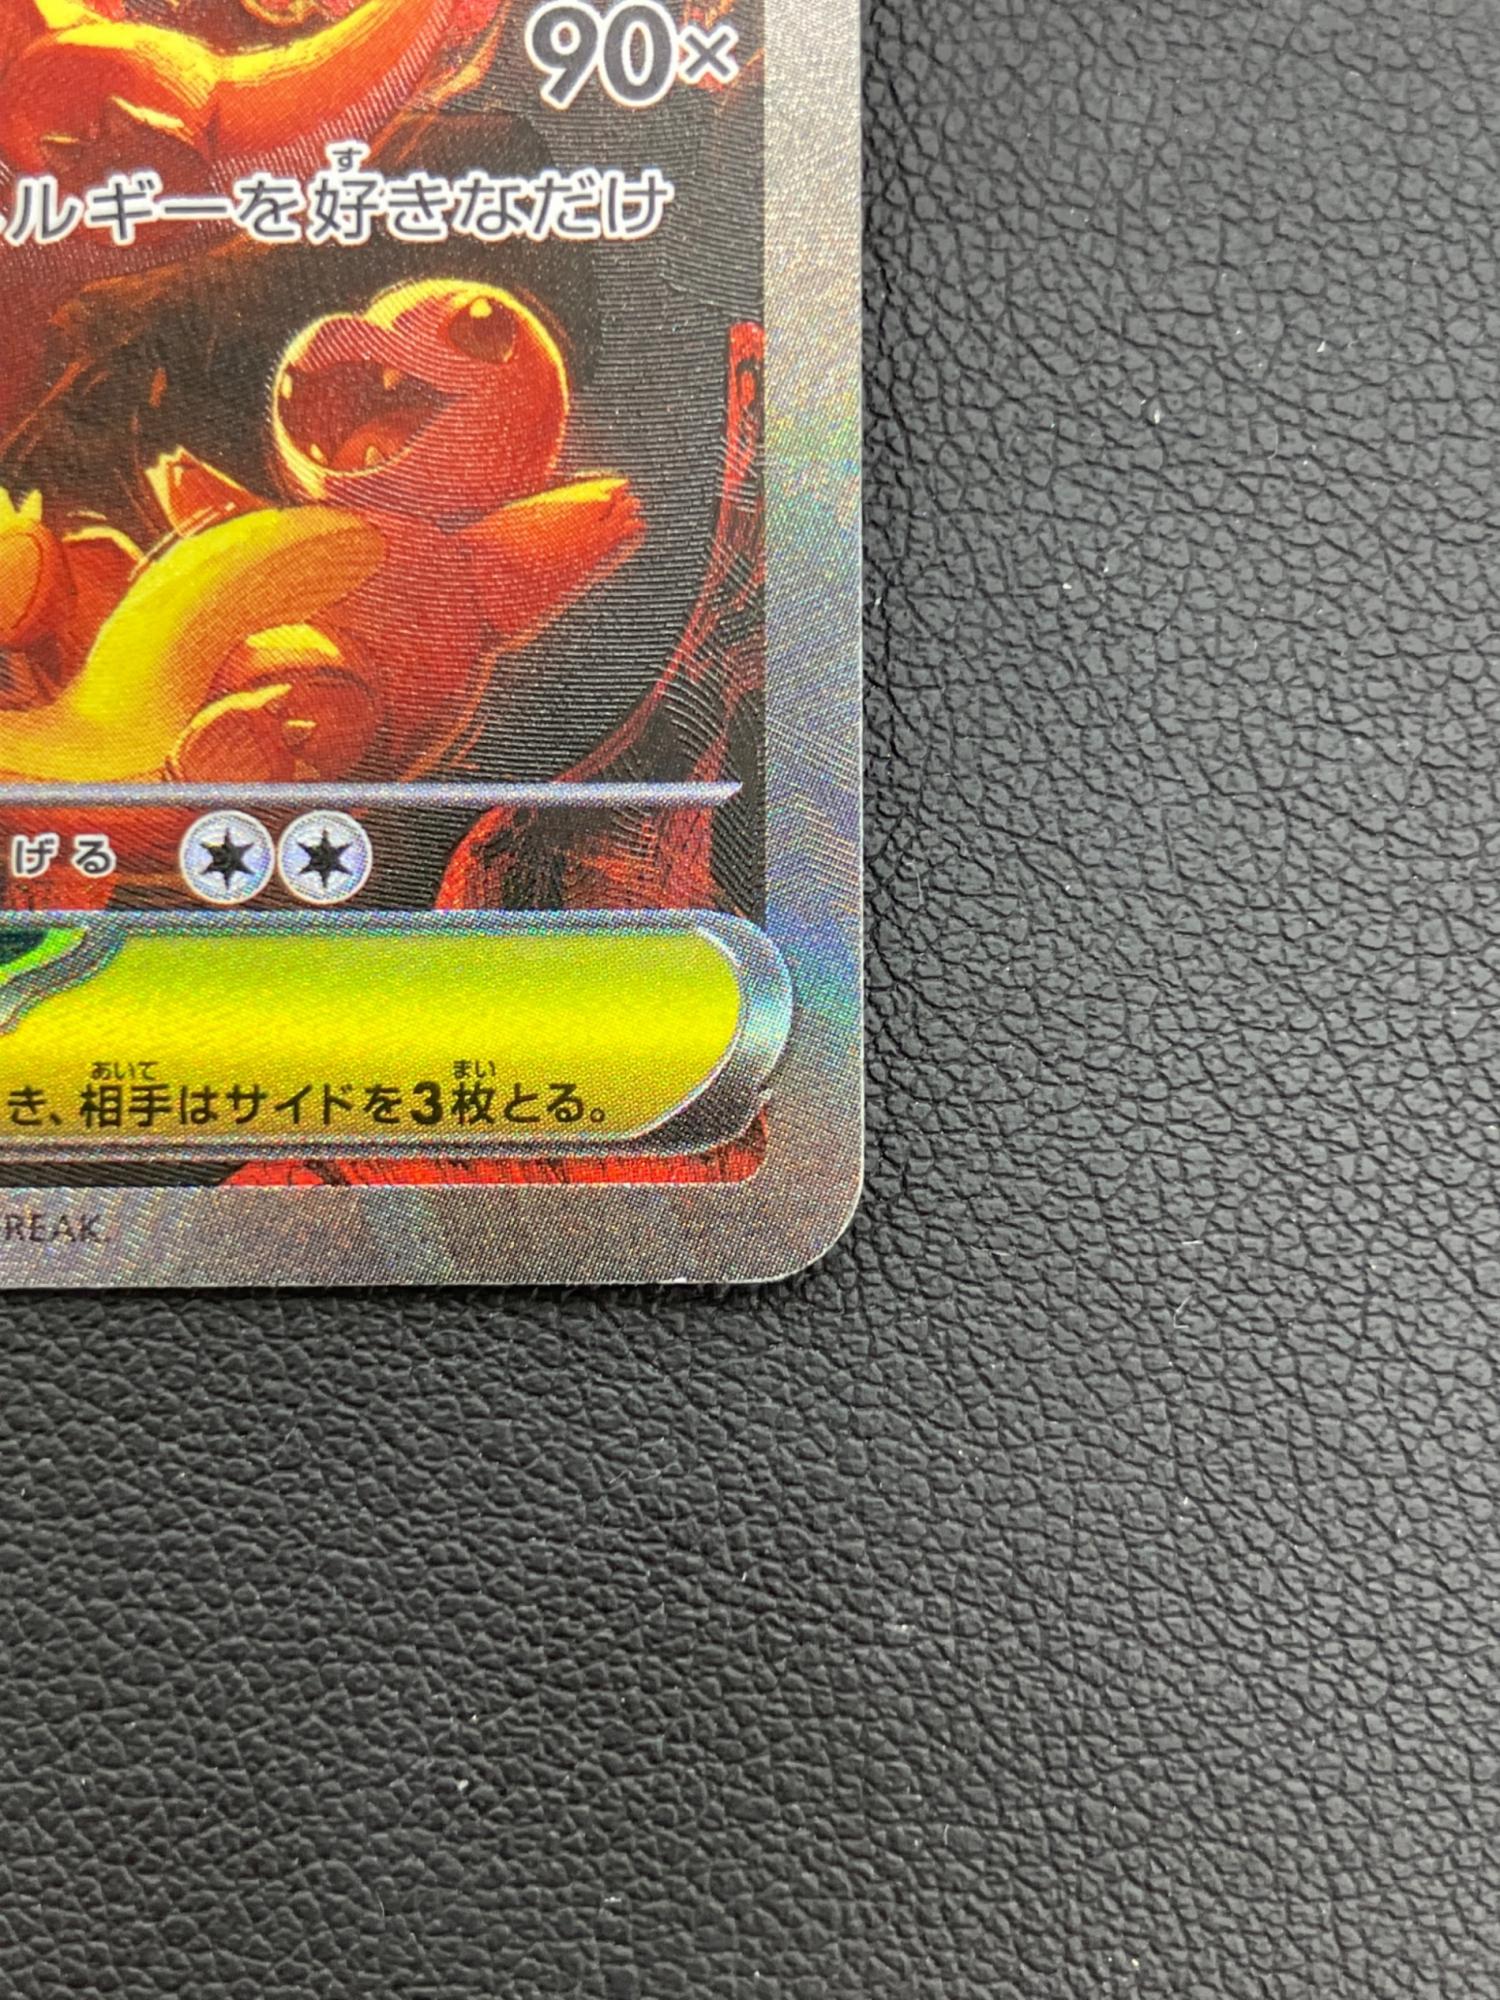 90×
す
ルギーを好きなだけ
げる
あいて まい
き、相手はサイドを3枚とる。
REAK.